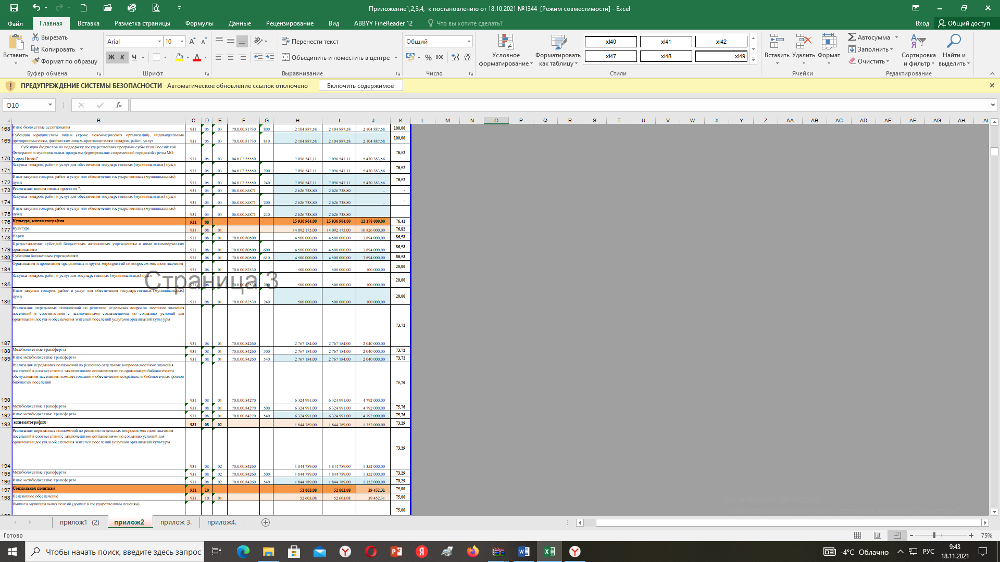 Приложение1,2,3,4, к постановлению от 18.10.2021 №1344 [Режим совместимости] - Excel
Файл Главная Вставка Разметка страницы Формулы Данные Рецензирование Вид ABBYY FineReader 12 Что вы хотите сделать? Вход Общий доступ
Вставить Вырезать Копировать Формат по образцу
Arial 10 Ж К Ч
Перенести текст
Объединить и поместить в центре
Общий % 000
Условное форматирование Форматировать как таблицу
xl40 xl41 xl42
xl47 xl48 xl49
Вставить Удалить Формат
Автосумма
Заполнить
Очистить
Сортировка и фильтр Найти и выделить
Буфер обмена Шрифт Выравнивание Число Стили Ячейки Редактирование
ПРЕДУПРЕЖДЕНИЕ СИСТЕМЫ БЕЗОПАСНОСТИ Автоматическое обновление ссылок отключено Включить содержимое
O10 fx
B C D E F G H I J K L M N O P Q R S T U V W X Y Z AA AB AC AD AE AF AG AH AI
168 Иные бюджетные ассигнования 931 05 03 70.0.00.81730 800 2 104 887,58 2 104 887,58 2 104 887,58 100,00
169 Субсидии юридическим лицам (кроме некоммерческих организаций), индивидуальным предпринимателям, физическим лицам-производителям товаров, работ, услуг 931 05 03 70.0.00.81730 810 2 104 887,58 2 104 887,58 2 104 887,58 100,00
170 Субсидия бюджетов на поддержку государственных программ субъектов Российской Федерации и муниципальных программ формирования современной городской среды МО "город Почеп" 931 05 03 04.0.F2.55550 7 096 547,11 7 096 547,11 5 430 383,56 76,52
171 Закупка товаров, работ и услуг для обеспечения государственных (муниципальных) нужд 931 05 03 04.0.F2.55550 200 7 096 547,11 7 096 547,11 5 430 383,56 76,52
172 Иные закупки товаров, работ и услуг для обеспечения государственных (муниципальных) нужд 931 05 03 04.0.F2.55550 240 7 096 547,11 7 096 547,11 5 430 383,56 76,52
173 Реализация инициативных проектов ". 931 05 03 06.0.00.S5871 2 626 738,80 2 626 738,80 - -
174 Закупка товаров, работ и услуг для обеспечения государственных (муниципальных) нужд 931 05 03 06.0.00.S5871 200 2 626 738,80 2 626 738,80 - -
175 Иные закупки товаров, работ и услуг для обеспечения государственных (муниципальных) нужд 931 05 03 06.0.00.S5871 240 2 626 738,80 2 626 738,80 -
176 Культура, кинематография 931 08 15 936 964,00 15 936 964,00 12 178 000,00 76,41
177 Культура 931 08 01 14 092 175,00 14 092 175,00 10 826 000,00 76,82
178 Парки 931 08 01 70.0.00.80500 4 500 000,00 4 500 000,00 3 894 000,00 86,53
179 Предоставление субсидий бюджетным, автономным учреждениям и иным некоммерческим организациям 931 08 01 70.0.00.80500 600 4 500 000,00 4 500 000,00 3 894 000,00 86,53
180 Субсидии бюджетным учреждениям 931 08 01 70.0.00.80500 610 4 500 000,00 4 500 000,00 3 894 000,00 86,53
184 Организация и проведение праздничных и других мероприятий по вопросам местного значения 931 08 01 70.0.00.82530 500 000,00 500 000,00 100 000,00 20,00
185 Закупка товаров, работ и услуг для государственных (муниципальных) нужд 931 08 01 70.0.00.82530 200 500 000,00 500 000,00 100 000,00 20,00
Страница 3
186 Иные закупки товаров, работ и услуг для обеспечения государственных (муниципальных) нужд 931 08 01 70.0.00.82530 240 500 000,00 500 000,00 100 000,00 20,00
187 Реализация переданных полномочий по решению отдельных вопросов местного значения поселений в соответствии с заключенными соглашениями по созданию условий для организации досуга и обеспечения жителей поселений услугами организаций культуры 931 08 01 70.0.00.84260 2 767 184,00 2 767 184,00 2 040 000,00 73,72
188 Межбюджетные трансферты 931 08 01 70.0.00.84260 500 2 767 184,00 2 767 184,00 2 040 000,00 73,72
189 Иные межбюджетные трансферты 931 08 01 70.0.00.84260 540 2 767 184,00 2 767 184,00 2 040 000,00 73,72
190 Реализация переданных полномочий по решению отдельных вопросов местного значения поселений в соответствии с заключенными соглашениями по организации библиотечного обслуживания населения, комплектованию и обеспечению сохранности библиотечных фондов библиотек поселений 931 08 01 70.0.00.84270 6 324 991,00 6 324 991,00 4 792 000,00 75,76
191 Межбюджетные трансферты 931 08 01 70.0.00.84270 500 6 324 991,00 6 324 991,00 4 792 000,00 75,76
192 Иные межбюджетные трансферты 931 08 01 70.0.00.84270 540 6 324 991,00 6 324 991,00 4 792 000,00 75,76
193 кинематография 931 08 02 1 844 789,00 1 844 789,00 1 352 000,00 73,29
194 Реализация переданных полномочий по решению отдельных вопросов местного значения поселений в соответствии с заключенными соглашениями по созданию условий для организации досуга и обеспечения жителей поселений услугами организаций культуры 931 08 02 70.0.00.84260 1 844 789,00 1 844 789,00 1 352 000,00 73,29
195 Межбюджетные трансферты 931 08 02 70.0.00.84260 500 1 844 789,00 1 844 789,00 1 352 000,00 73,29
196 Иные межбюджетные трансферты 931 08 02 70.0.00.84260 540 1 844 789,00 1 844 789,00 1 352 000,00 73,29
197 Социальная политика 931 10 52 603,08 52 603,08 39 452,31 75,00
198 Пенсионное обеспечение 931 10 01 52 603,08 52 603,08 39 452,31 75,00
Выплата муниципальных пенсий (доплат к государственным пенсиям) 75,00
Активация Windows
прилож1 (2) прилож2 прилож 3. прилож4.
Готово 75%
Чтобы начать поиск, введите здесь запрос
-4°C Облачно РУС 9:43
18.11.2021